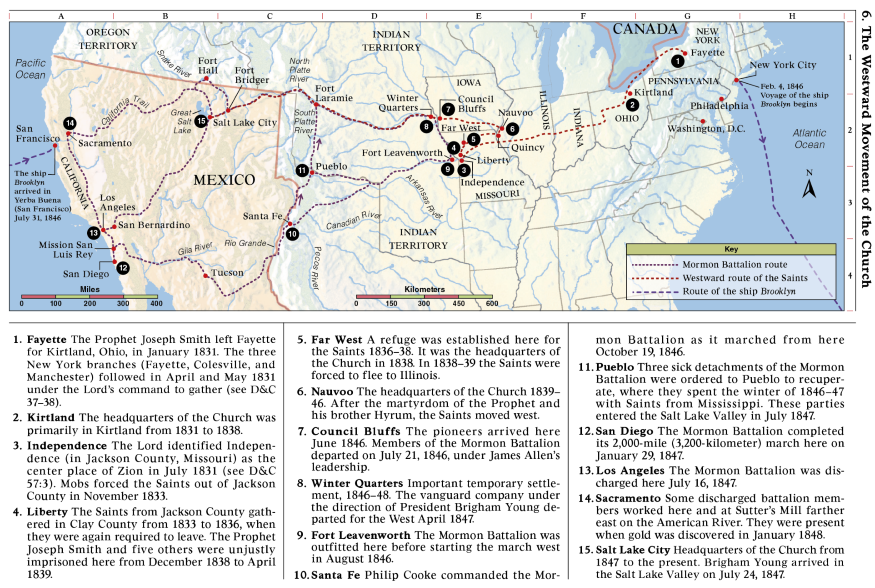 6. The Westward Movement of the Church
A B C D E F G H
1
2
3
4
OREGON
TERRITORY
Pacific
Ocean
Snake River
Fort
Hall
Fort
Bridger
North
Platte
River
INDIAN
TERRITORY
CANADA
NEW
YORK
Fayette
1
New York City
Feb. 4, 1846
Voyage of the ship
Brooklyn begins
IOWA
Fort
Laramie
Winter
Quarters
7
Council
Bluffs
Nauvoo
ILLINOIS
INDIANA
Kirtland
2
OHIO
PENNSYLVANIA
Philadelphia
Washington, D.C.
Atlantic
Ocean
California Trail
Great
Salt
Lake
15
Salt Lake City
South
Platte
River
8
Far West
5
6
Quincy
4
14
San
Francisco
Sacramento
Fort Leavenworth
9
3
Liberty
Independence
MISSOURI
11
Pueblo
The ship
Brooklyn
arrived in
Yerba Buena
(San Francisco)
July 31, 1846
CALIFORNIA
MEXICO
Los
Angeles
13
San Bernardino
Mission San
Luis Rey
San Diego
12
Gila River
Tucson
Santa Fe
10
Rio Grande
Pecos River
Canadian River
Arkansas River
INDIAN
TERRITORY
N
Key
Mormon Battalion route
Westward route of the Saints
Route of the ship Brooklyn
Miles
0 100 200 300 400
Kilometers
0 150 300 450 600
1. Fayette The Prophet Joseph Smith left Fayette
for Kirtland, Ohio, in January 1831. The three
New York branches (Fayette, Colesville, and
Manchester) followed in April and May 1831
under the Lord's command to gather (see D&C
37–38).
2. Kirtland The headquarters of the Church was
primarily in Kirtland from 1831 to 1838.
3. Independence The Lord identified Indepen-
dence (in Jackson County, Missouri) as the
center place of Zion in July 1831 (see D&C
57:3). Mobs forced the Saints out of Jackson
County in November 1833.
4. Liberty The Saints from Jackson County gath-
ered in Clay County from 1833 to 1836, when
they were again required to leave. The Prophet
Joseph Smith and five others were unjustly
imprisoned here from December 1838 to April
1839.
5. Far West A refuge was established here for
the Saints 1836–38. It was the headquarters of
the Church in 1838. In 1838–39 the Saints were
forced to flee to Illinois.
6. Nauvoo The headquarters of the Church 1839–
46. After the martyrdom of the Prophet and
his brother Hyrum, the Saints moved west.
7. Council Bluffs The pioneers arrived here
June 1846. Members of the Mormon Battalion
departed on July 21, 1846, under James Allen's
leadership.
8. Winter Quarters Important temporary settle-
ment, 1846–48. The vanguard company under
the direction of President Brigham Young de-
parted for the West April 1847.
9. Fort Leavenworth The Mormon Battalion was
outfitted here before starting the march west
in August 1846.
10. Santa Fe Philip Cooke commanded the Mor-
mon Battalion as it marched from here
October 19, 1846.
11. Pueblo Three sick detachments of the Mormon
Battalion were ordered to Pueblo to recuper-
ate, where they spent the winter of 1846–47
with Saints from Mississippi. These parties
entered the Salt Lake Valley in July 1847.
12. San Diego The Mormon Battalion completed
its 2,000-mile (3,200-kilometer) march here on
January 29, 1847.
13. Los Angeles The Mormon Battalion was dis-
charged here July 16, 1847.
14. Sacramento Some discharged battalion mem-
bers worked here and at Sutter's Mill farther
east on the American River. They were present
when gold was discovered in January 1848.
15. Salt Lake City Headquarters of the Church from
1847 to the present. Brigham Young arrived in
the Salt Lake Valley on July 24, 1847.